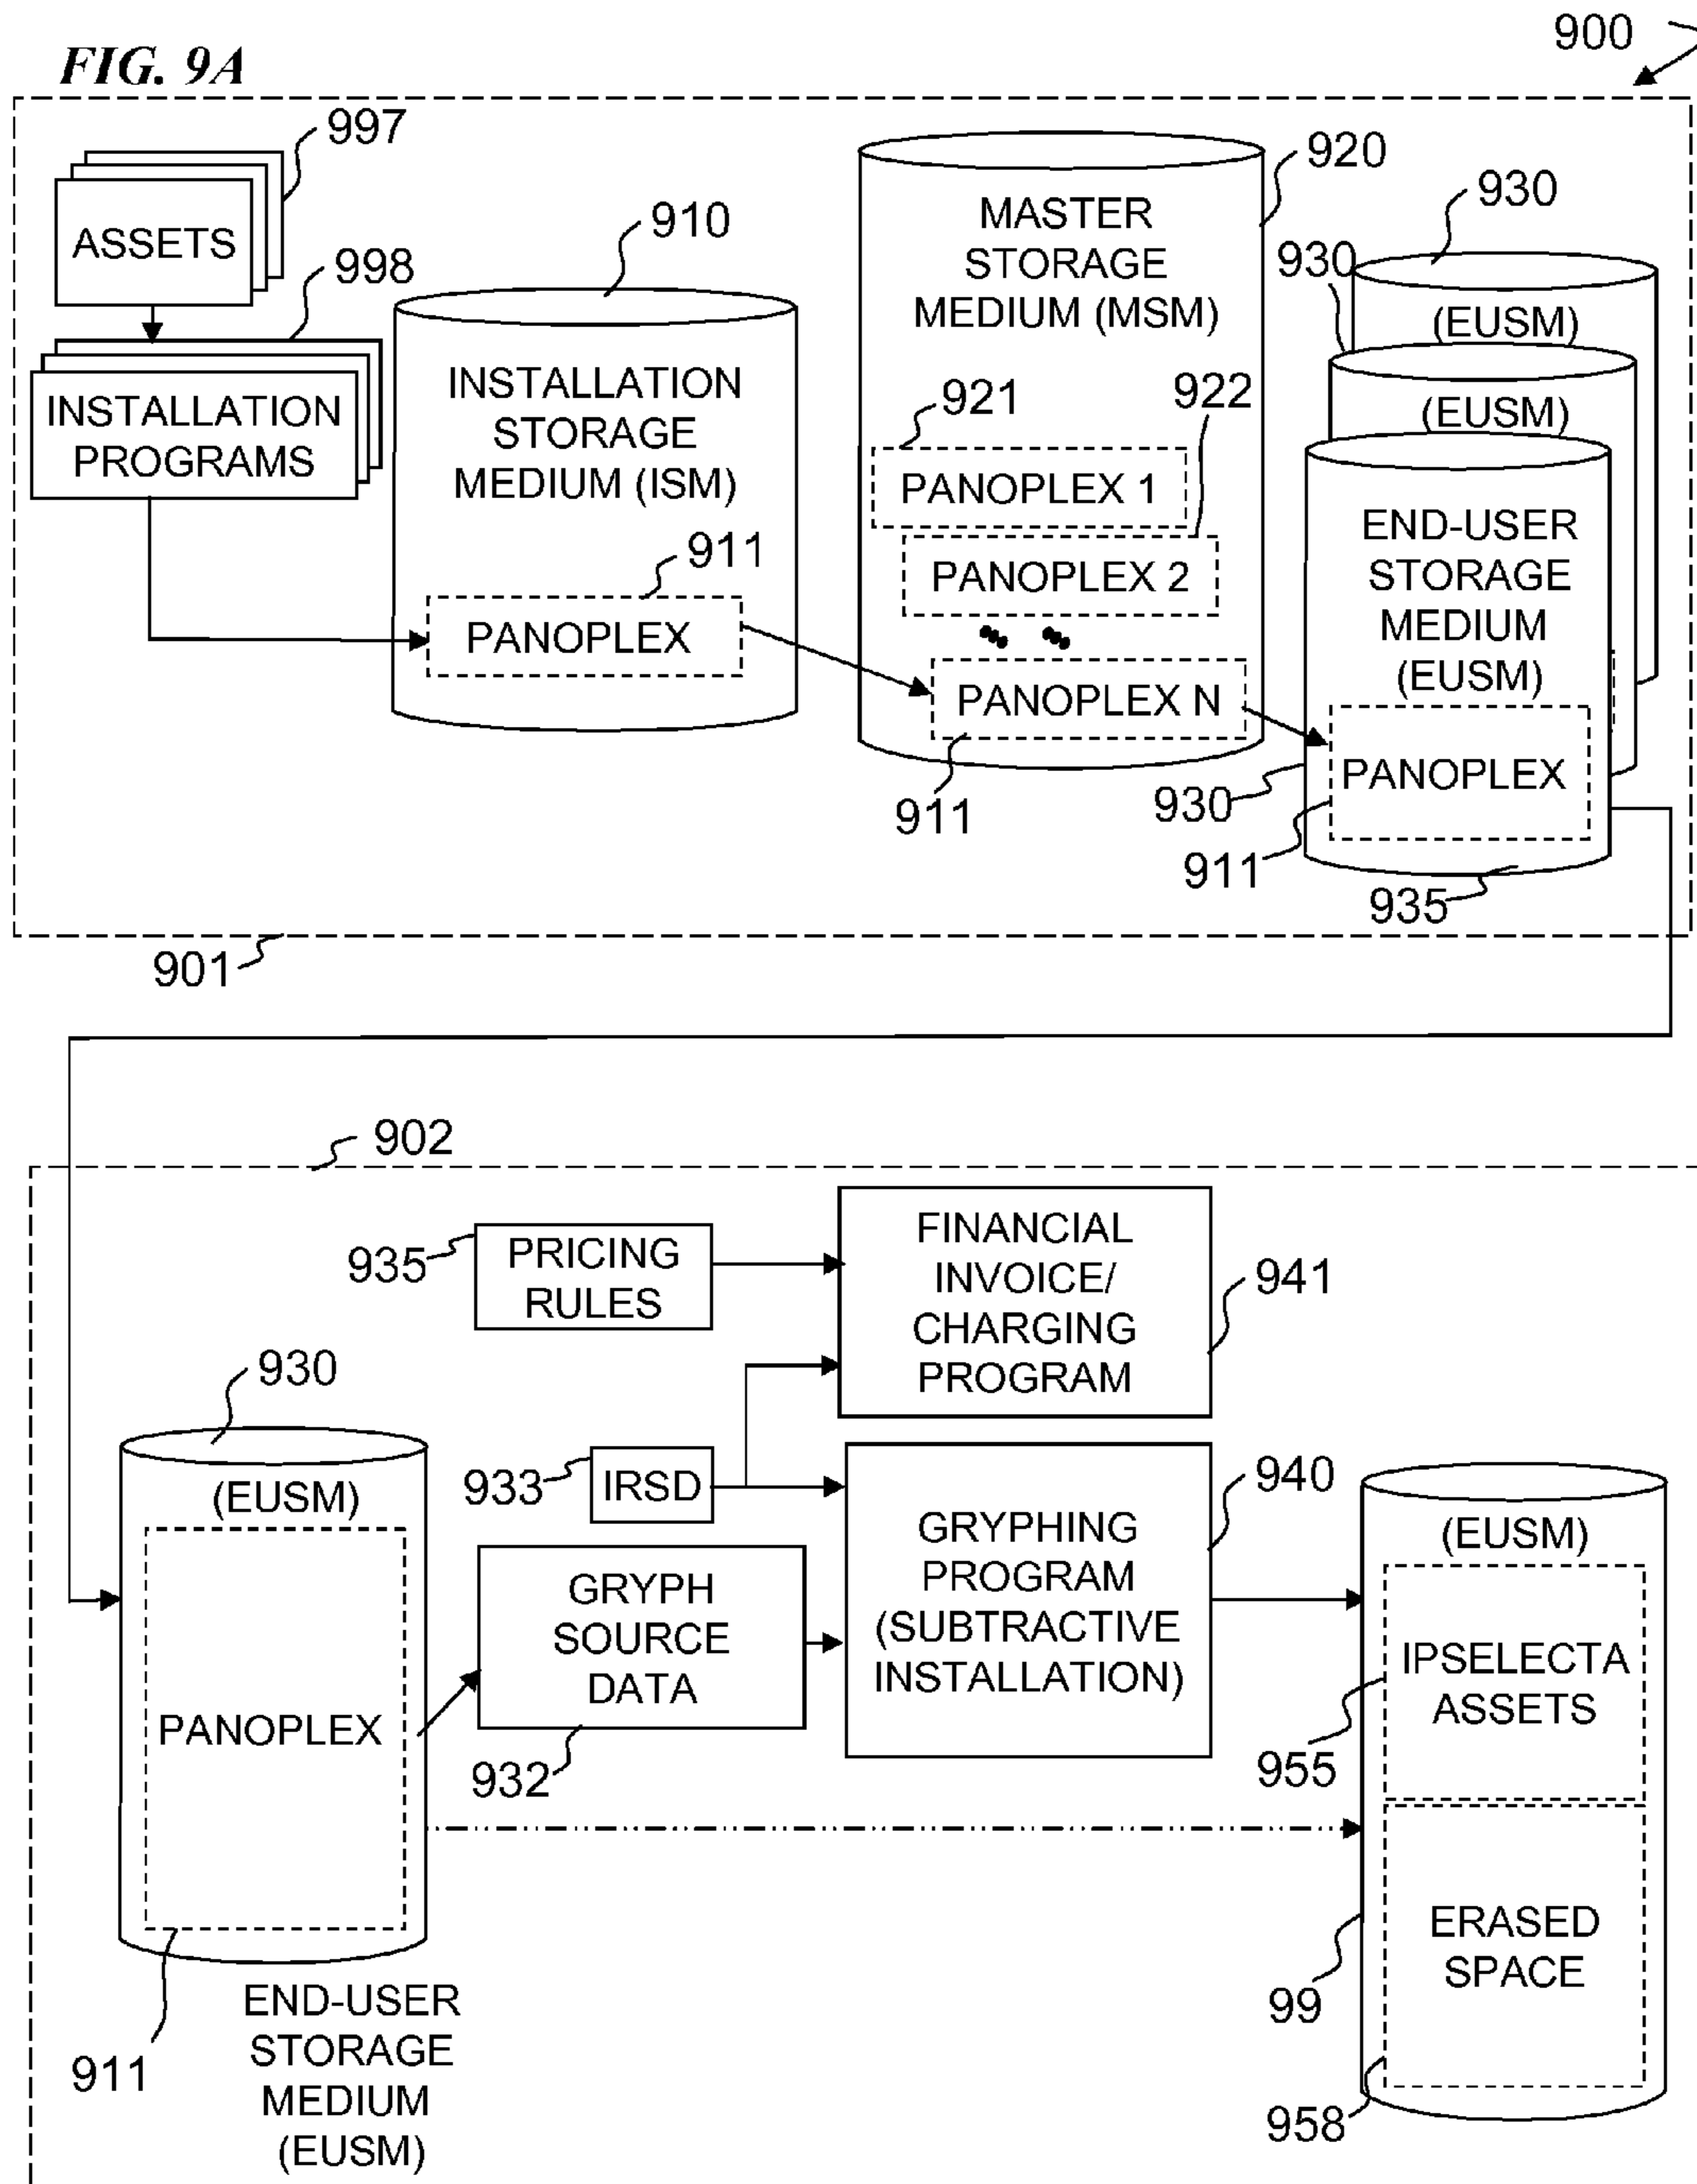 900
FIG. 9A
997
ASSETS
998
INSTALLATION
PROGRAMS
910
INSTALLATION
STORAGE
MEDIUM (ISM)
911
PANOPLEX
920
MASTER
STORAGE
MEDIUM (MSM)
921
922
PANOPLEX 1
PANOPLEX 2
PANOPLEX N
911
930
930
(EUSM)
(EUSM)
END-USER
STORAGE
MEDIUM
(EUSM)
PANOPLEX
930
911
935
901
902
935
PRICING
RULES
FINANCIAL
INVOICE/
CHARGING
PROGRAM
941
930
(EUSM)
PANOPLEX
911
END-USER
STORAGE
MEDIUM
(EUSM)
933
IRSD
GRYPH
SOURCE
DATA
932
GRYPHING
PROGRAM
(SUBTRACTIVE
INSTALLATION)
940
(EUSM)
IPSELECTA
ASSETS
955
ERASED
SPACE
99
958